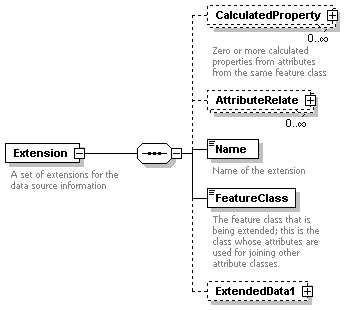 CalculatedProperty
0..∞
Zero or more calculated
properties from attributes
from the same feature class
AttributeRelate
0..∞
Extension
A set of extensions for the
data source information
Name
Name of the extension
FeatureClass
The feature class that is
being extended; this is the
class whose attributes are
used for joining other
attribute classes
ExtendedData1